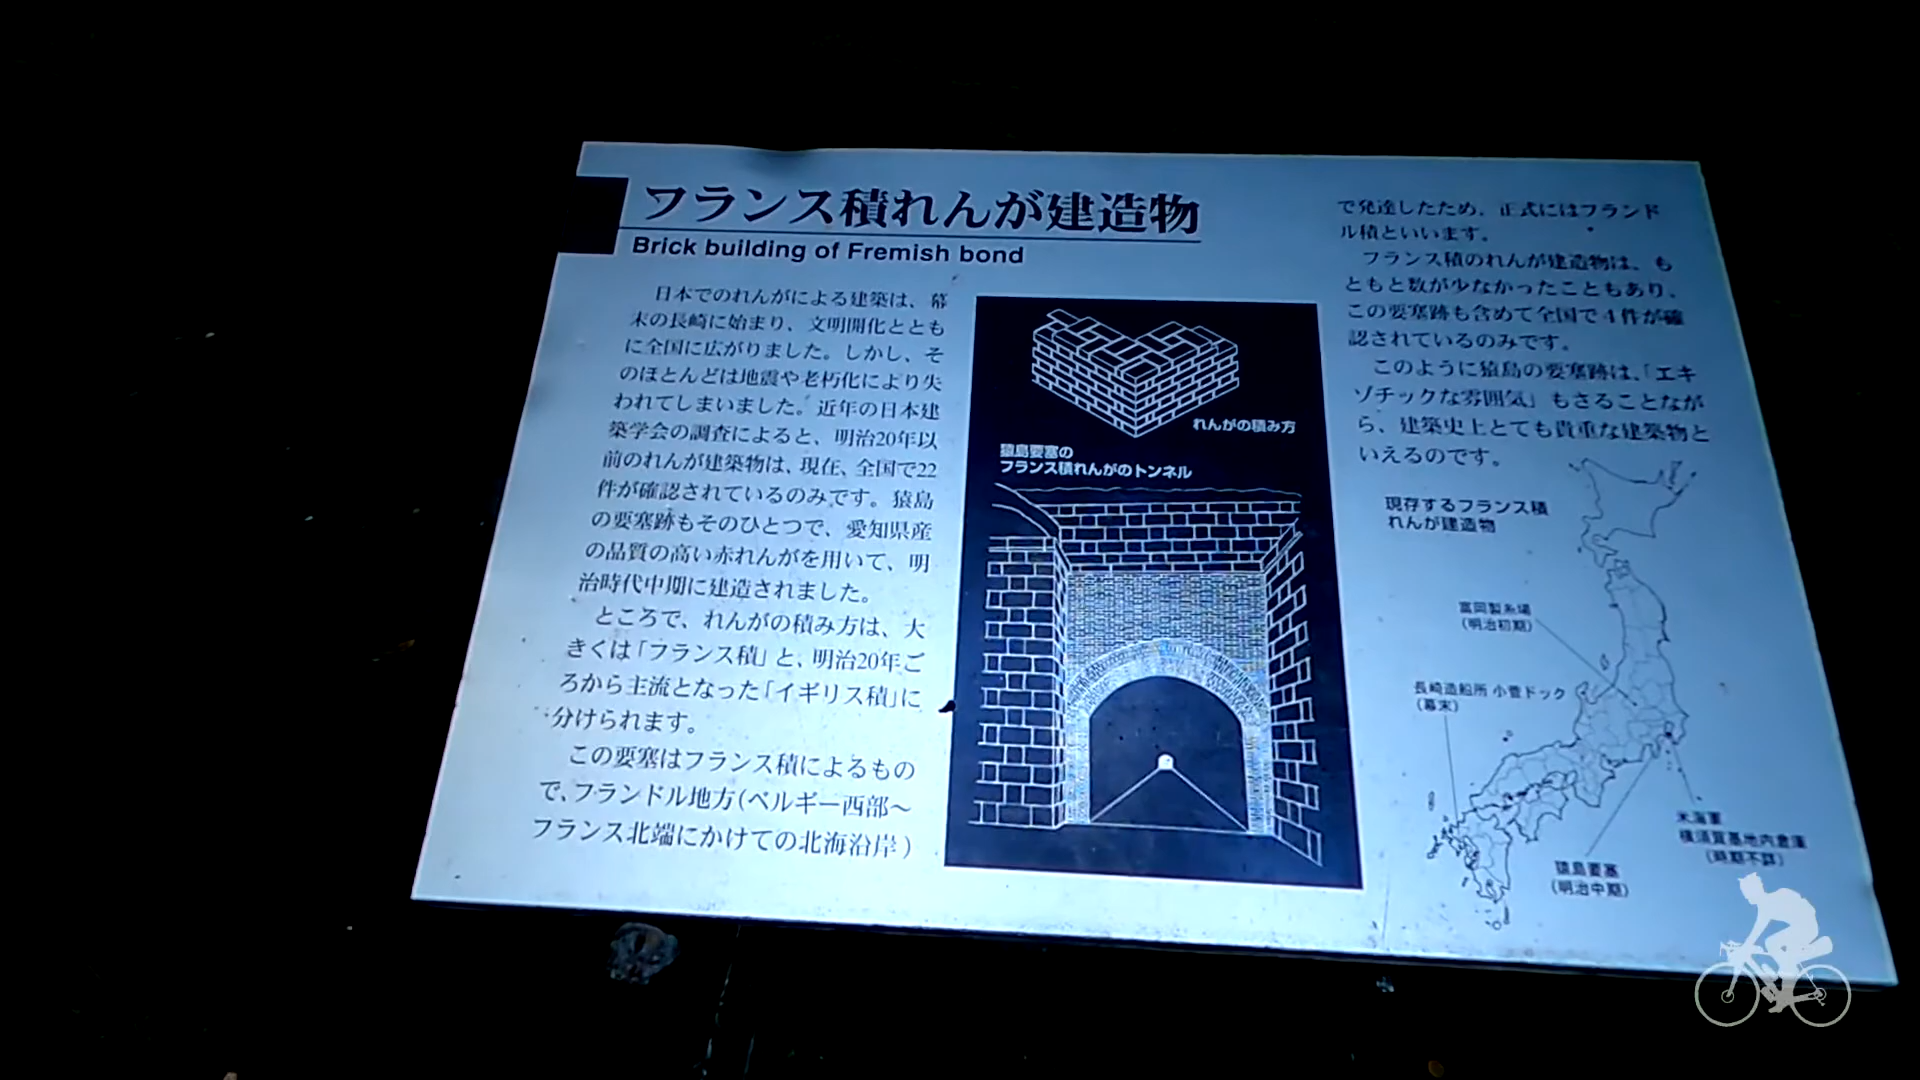 フランス積れんが建造物
Brick building of Fremish bond
日本でのれんがによる建築は、幕
末の長崎に始まり、文明開化ととも
に全国に広がりました。しかし、そ
のほとんどは地震や老朽化により失
われてしまいました。近年の日本建
築学会の調査によると、明治20年以
前のれんが建築物は、現在、全国で22
件が確認されているのみです。猿島
の要塞跡もそのひとつで、愛知県産
の品質の高い赤れんがを用いて、明
治時代中期に建造されました。
ところで、れんがの積み方は、大
きくは「フランス積」と、明治20年ご
ろから主流となった「イギリス積」に
分けられます。
この要塞はフランス積によるもの
で、フランドル地方（ベルギー西部～
フランス北端にかけての北海沿岸）
れんがの積み方
猿島要塞の
フランス積れんがのトンネル
で発達したため、正式にはフランド
ル積といいます。
フランス積のれんが建造物は、も
ともと数が少なかったこともあり、
この要塞跡も含めて全国で4件が確
認されているのみです。
このように猿島の要塞跡は、「エキ
ゾチックな雰囲気」もさることなが
ら、建築史上とても貴重な建築物と
いえるのです。
現存するフランス積
れんが建造物
富岡製糸場
（明治初期）
長崎造船所 小菅ドック
（幕末）
米海軍
横須賀基地内倉庫
（時期不詳）
猿島要塞
（明治中期）